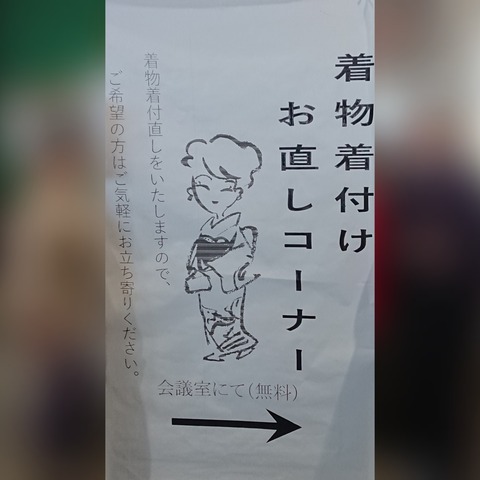 着物着付け
お直しコーナー
着物着付直しをいたしますので、
ご希望の方はご気軽にお立ち寄りください。
会議室にて(無料)